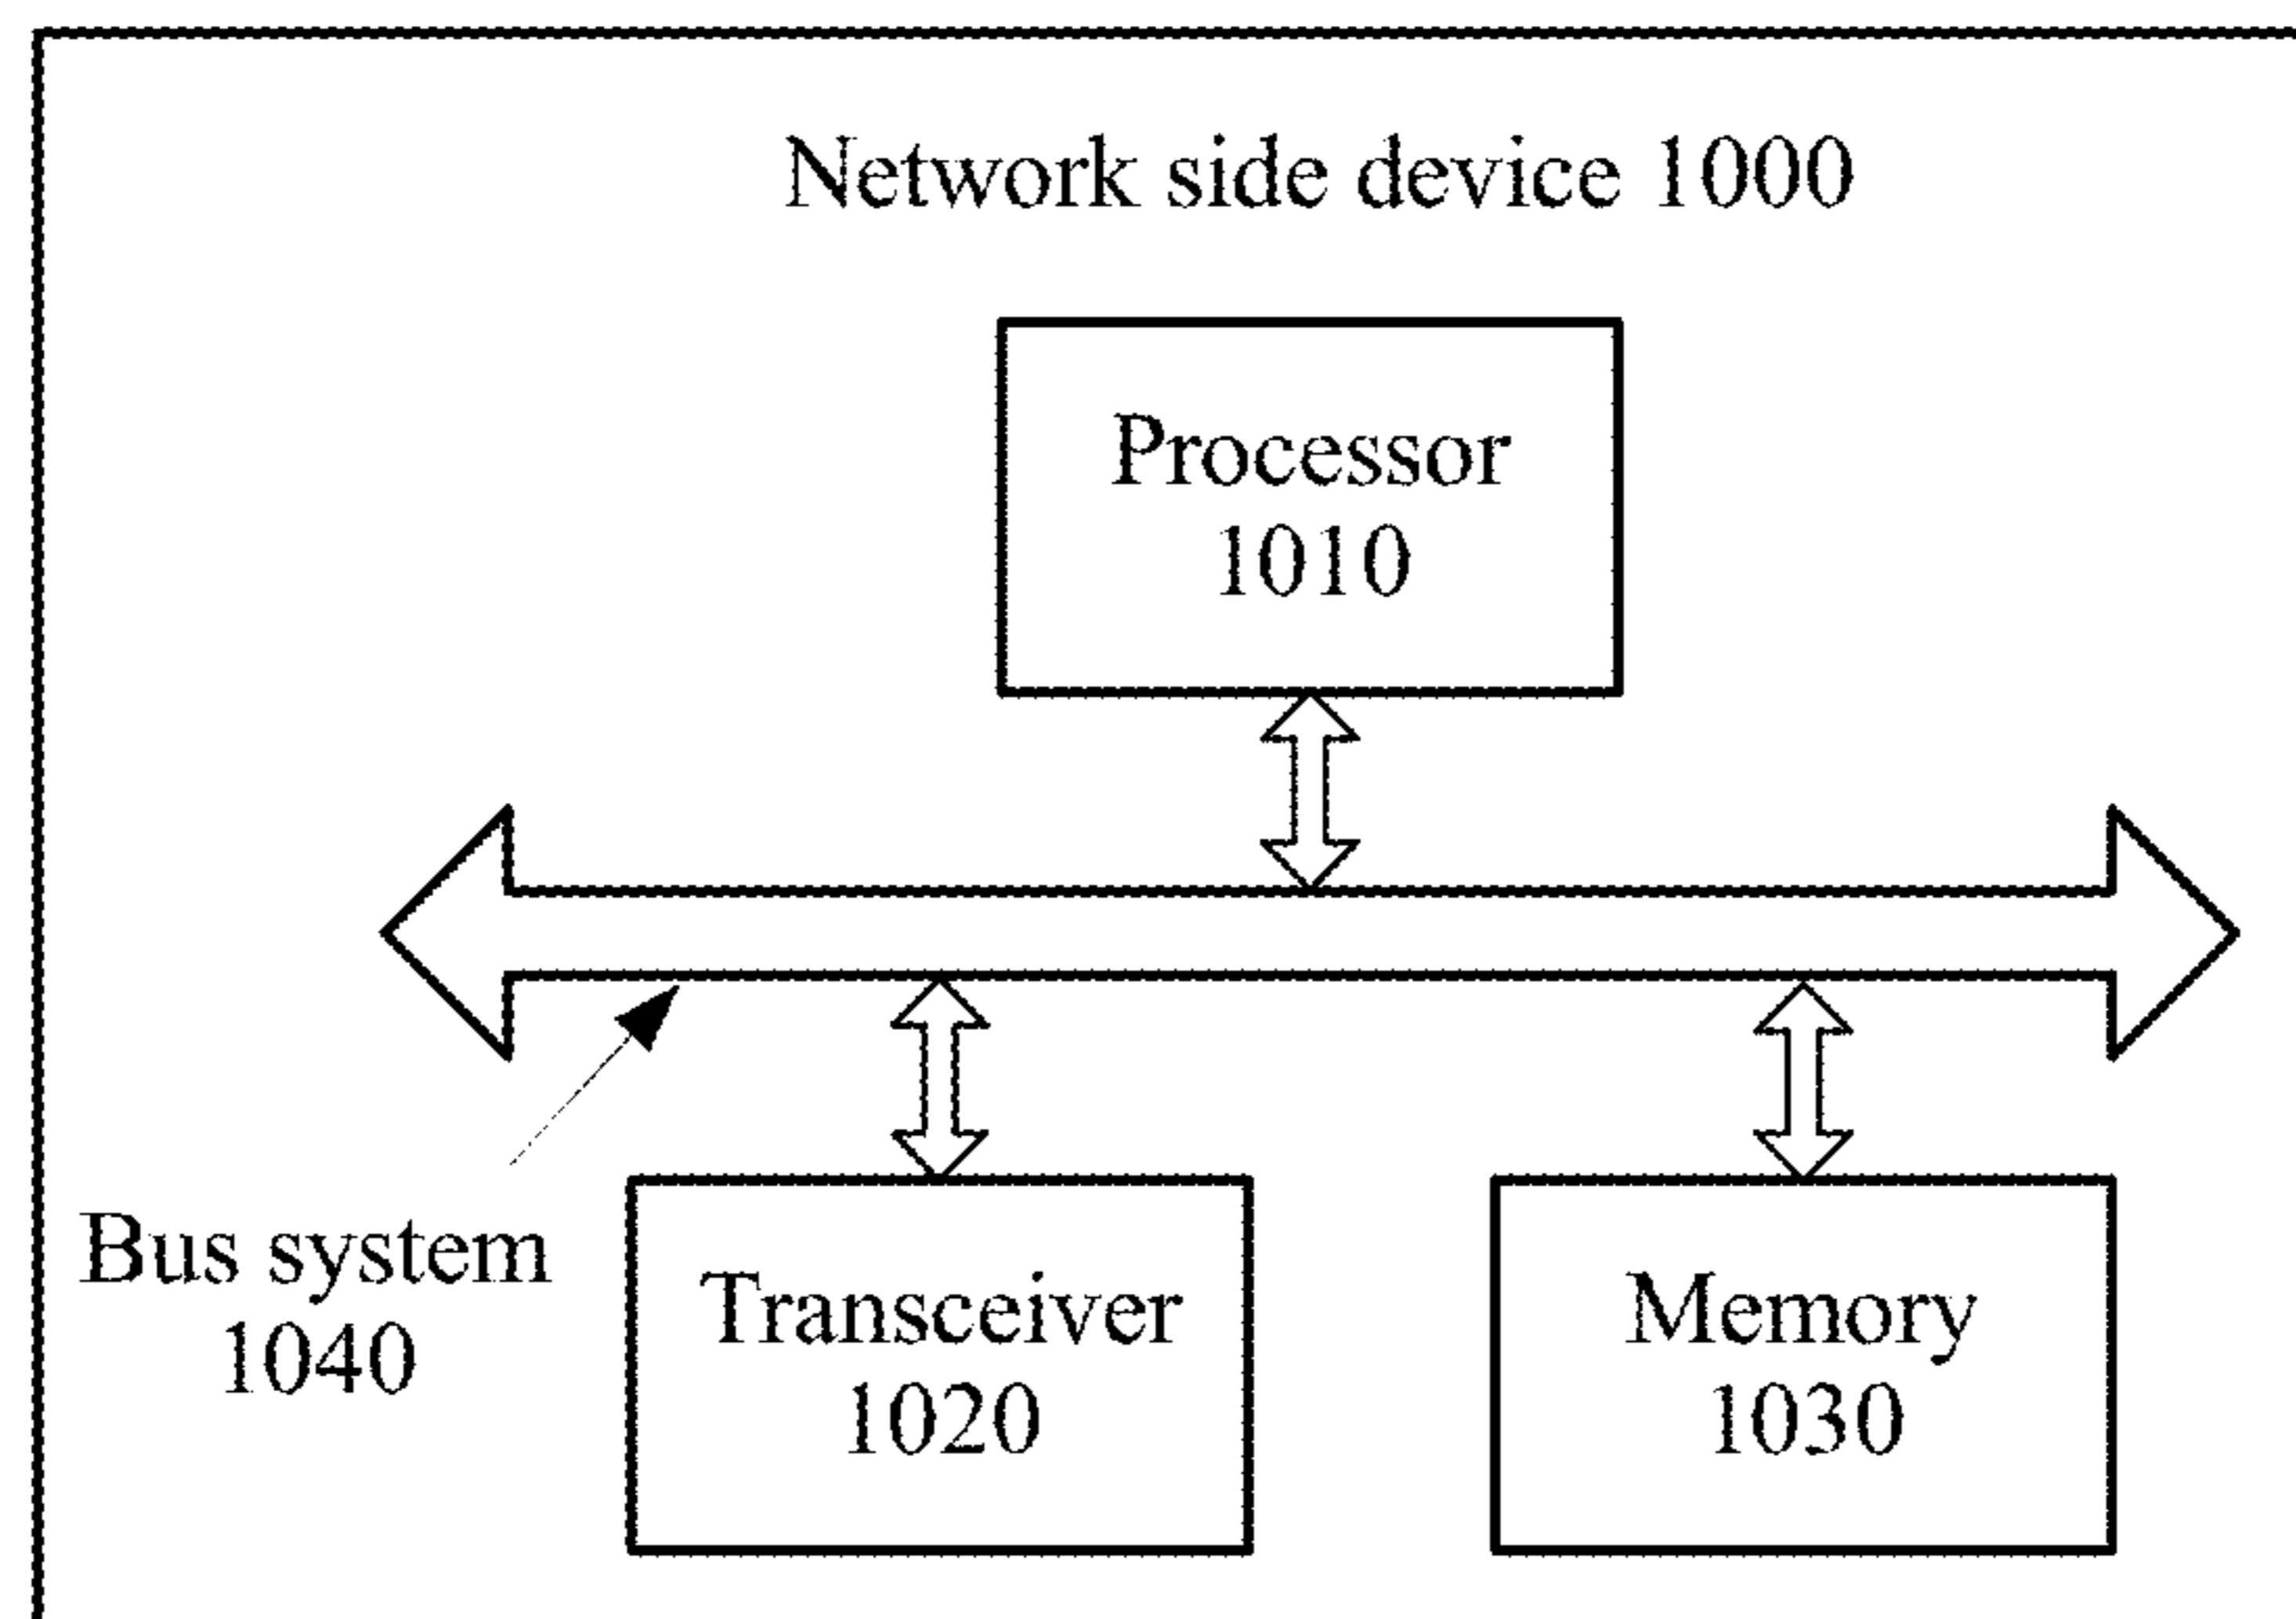 Network side device 1000
Processor
1010
Bus system
1040
Transceiver
1020
Memory
1030